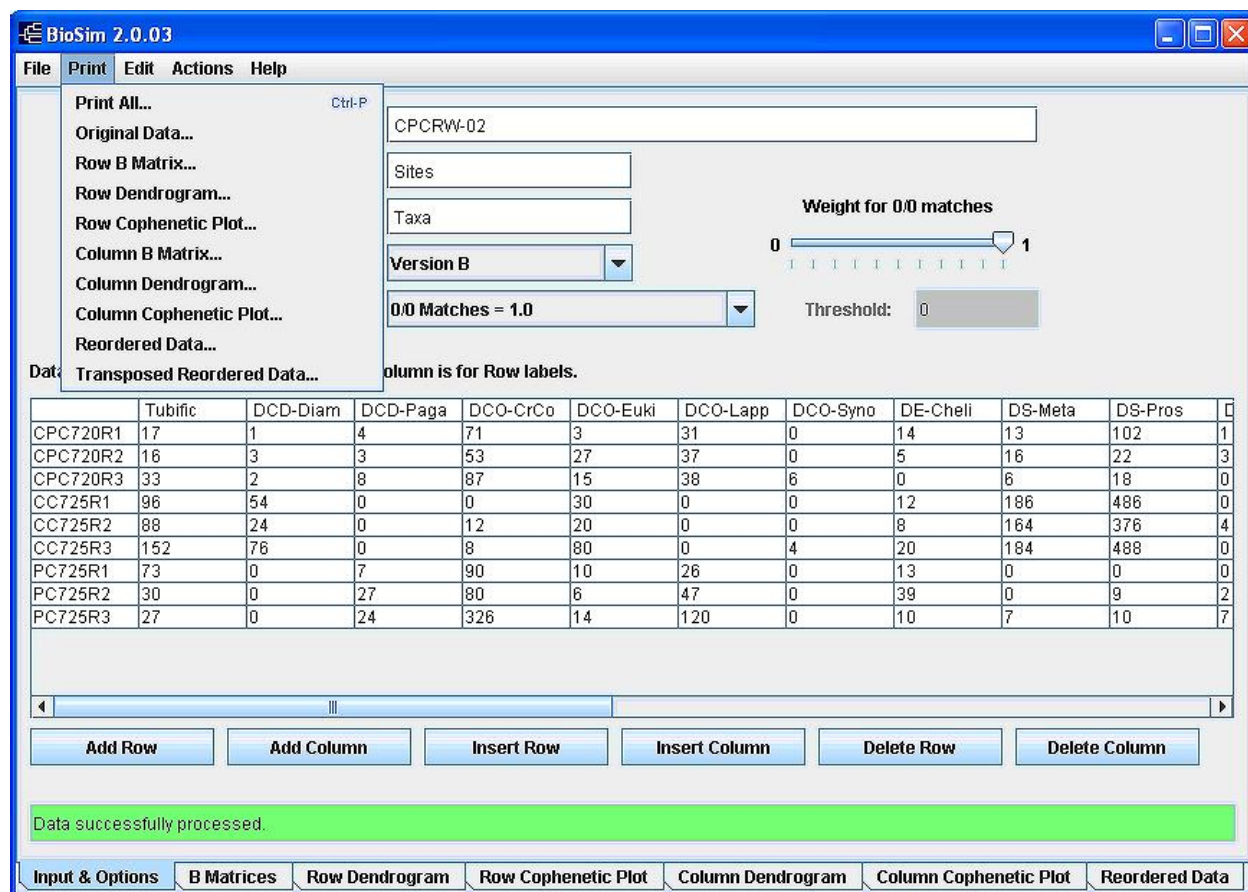 BioSim 2.0.03
File Print Edit Actions Help
Print All... Ctrl-P
Original Data...
Row B Matrix...
Row Dendrogram...
Row Cophenetic Plot...
Column B Matrix...
Column Dendrogram...
Column Cophenetic Plot...
Reordered Data...
Transposed Reordered Data...
CPCRW-02
Sites
Taxa
Version B
0/0 Matches = 1.0
Weight for 0/0 matches
0 1
Threshold: 0
olumn is for Row labels.
Tubific DCD-Diam DCD-Paga DCO-CrCo DCO-Euki DCO-Lapp DCO-Syno DE-Cheli DS-Meta DS-Pros
CPC720R1 17 1 4 71 3 31 0 14 13 102 1
CPC720R2 16 3 3 53 27 37 0 5 16 22 3
CPC720R3 33 2 8 87 15 38 6 0 6 18 0
CC725R1 96 54 0 0 30 0 0 12 186 486 0
CC725R2 88 24 0 12 20 0 0 8 164 376 4
CC725R3 152 76 0 8 80 0 4 20 184 488 0
PC725R1 73 0 7 90 10 26 0 13 0 0 0
PC725R2 30 0 27 80 6 47 0 39 0 9 2
PC725R3 27 0 24 326 14 120 0 10 7 10 7
Add Row Add Column Insert Row Insert Column Delete Row Delete Column
Data successfully processed.
Input & Options B Matrices Row Dendrogram Row Cophenetic Plot Column Dendrogram Column Cophenetic Plot Reordered Data